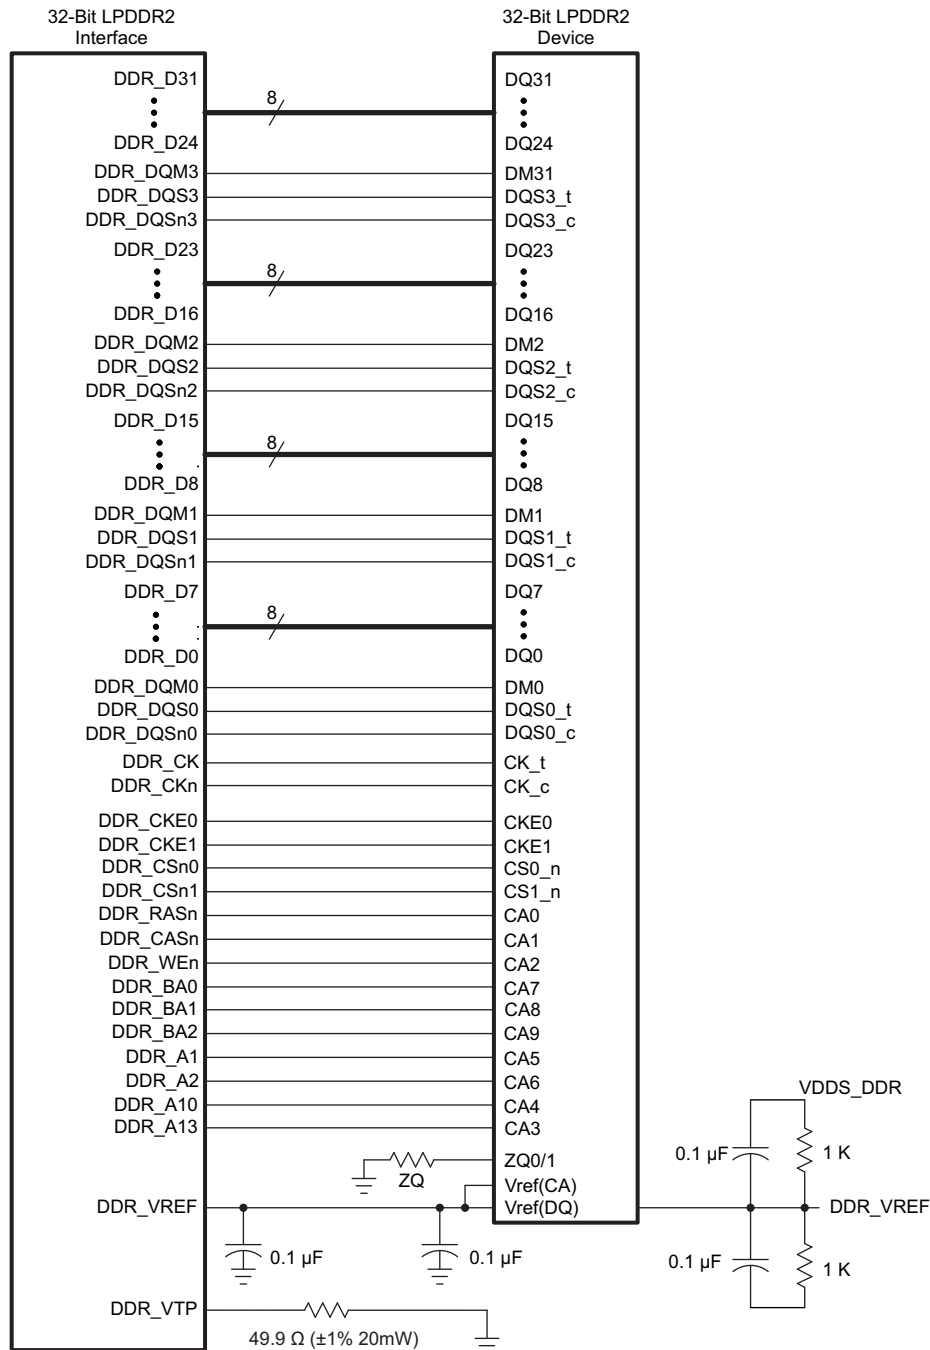 32-Bit LPDDR2
Interface
32-Bit LPDDR2
Device
DDR_D31
8
DQ31
DDR_D24
DQ24
DDR_DQM3
DM31
DDR_DQS3
DQS3_t
DDR_DQSn3
DQS3_c
DDR_D23
8
DQ23
DDR_D16
DQ16
DDR_DQM2
DM2
DDR_DQS2
DQS2_t
DDR_DQSn2
DQS2_c
DDR_D15
8
DQ15
DDR_D8
DQ8
DDR_DQM1
DM1
DDR_DQS1
DQS1_t
DDR_DQSn1
DQS1_c
DDR_D7
8
DQ7
DDR_D0
DQ0
DDR_DQM0
DM0
DDR_DQS0
DQS0_t
DDR_DQSn0
DQS0_c
DDR_CK
CK_t
DDR_CKn
CK_c
DDR_CKE0
CKE0
DDR_CKE1
CKE1
DDR_CSn0
CS0_n
DDR_CSn1
CS1_n
DDR_RASn
CA0
DDR_CASn
CA1
DDR_WEn
CA2
DDR_BA0
CA7
DDR_BA1
CA8
DDR_BA2
CA9
DDR_A1
CA5
DDR_A2
CA6
DDR_A10
CA4
DDR_A13
CA3
VDDS_DDR
0.1 µF
1 K
ZQ
ZQ0/1
Vref(CA)
DDR_VREF
Vref(DQ)
DDR_VREF
0.1 µF
0.1 µF
0.1 µF
1 K
DDR_VTP
49.9 Ω (±1% 20mW)